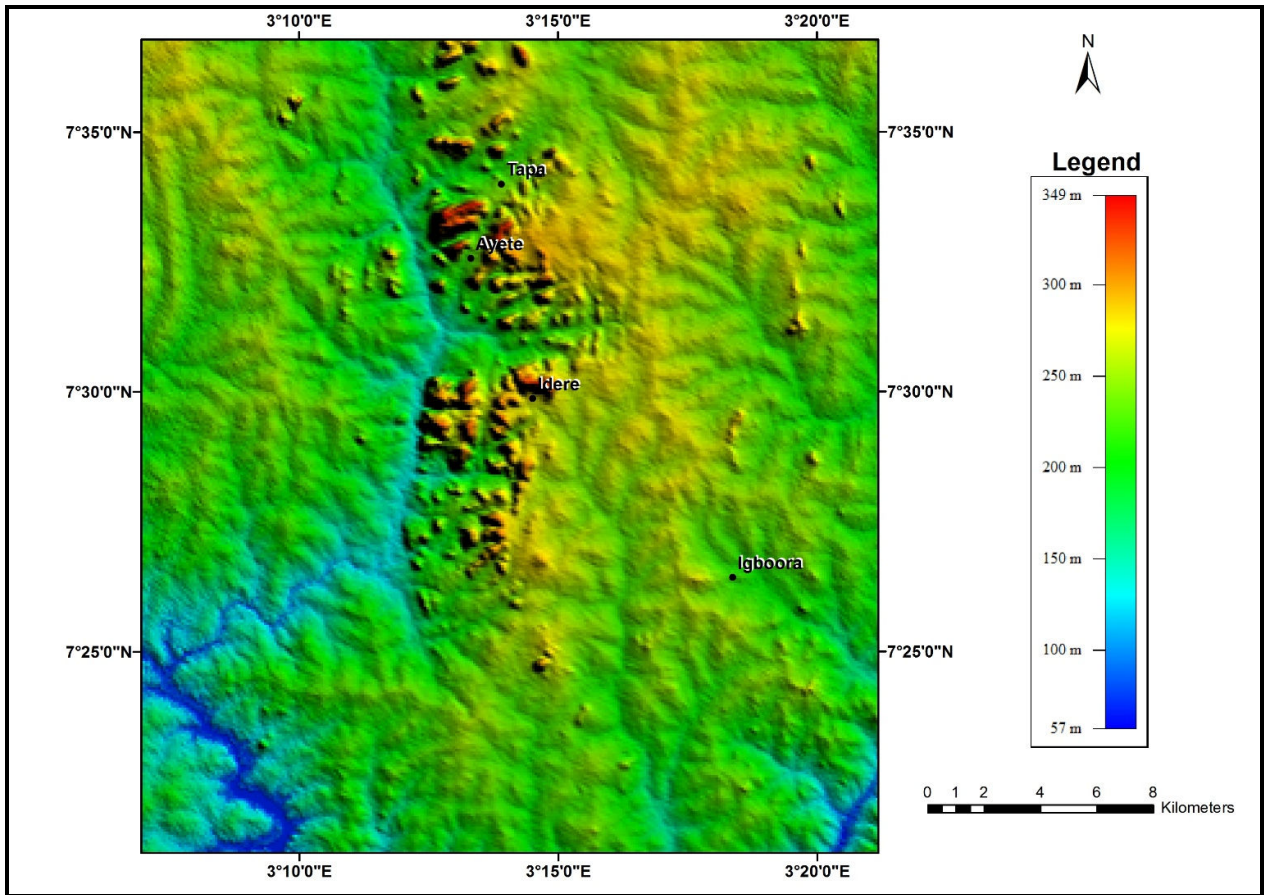 3°10'0"E 3°15'0"E 3°20'0"E
N
7°35'0"N 7°35'0"N
Legend
Tapa
349 m
Ayete
300 m
250 m
Idere
7°30'0"N 7°30'0"N
200 m
150 m
Igboora
7°25'0"N 7°25'0"N
100 m
57 m
0 1 2 4 6 8
Kilometers
3°10'0"E 3°15'0"E 3°20'0"E